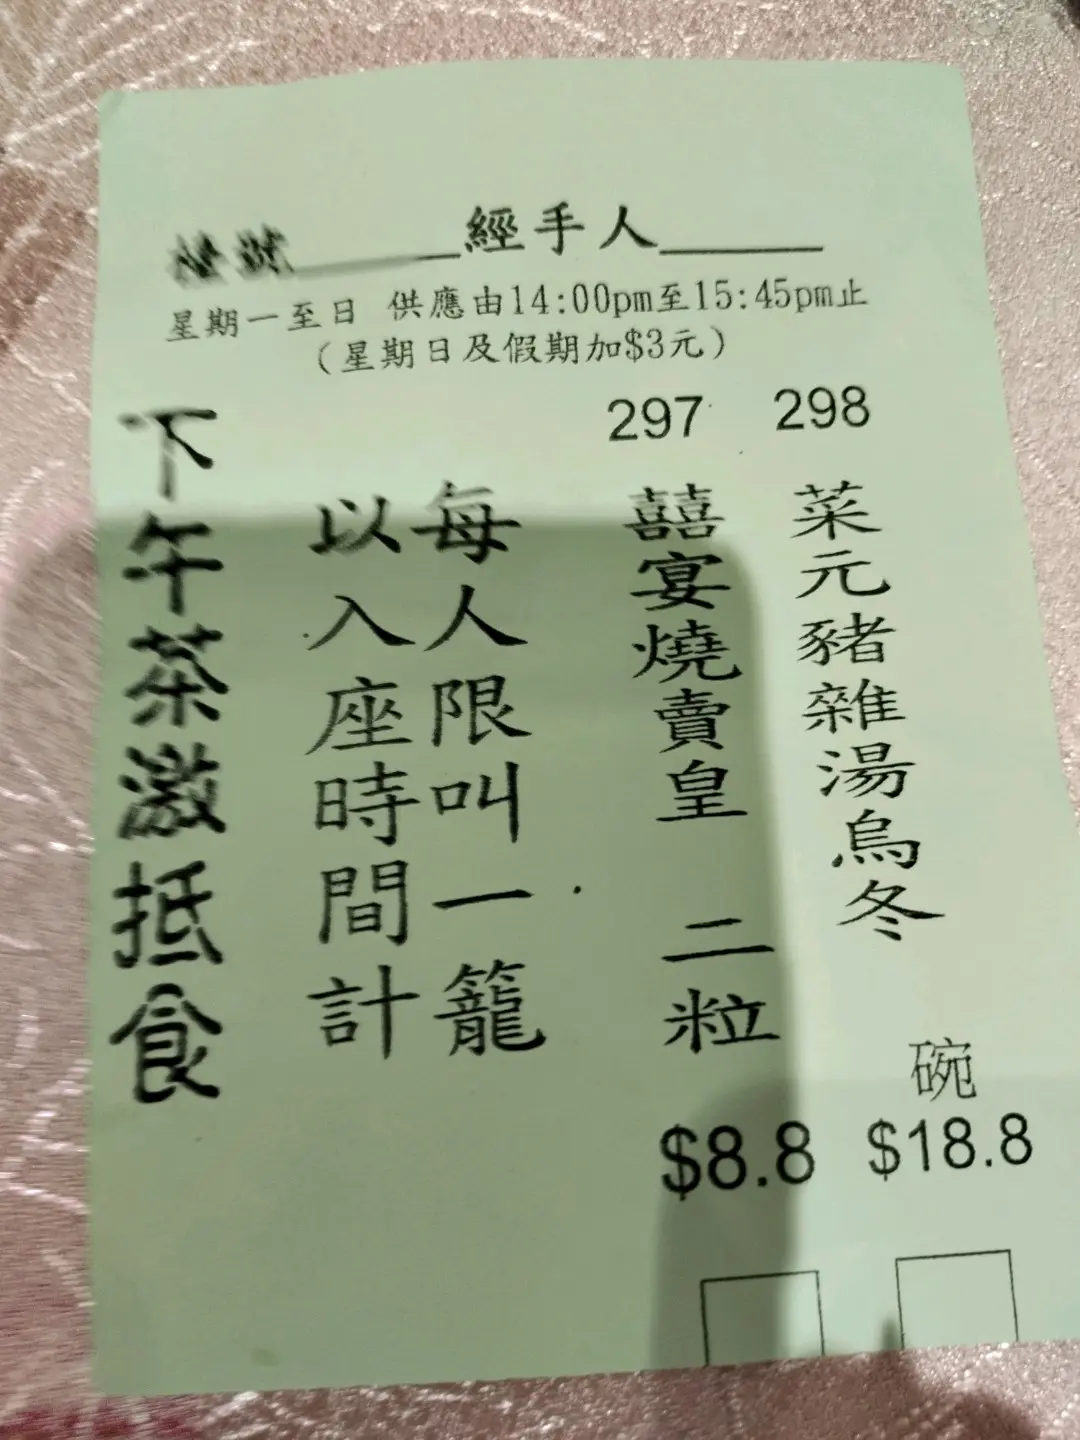 經手人
星期一至日 供應由14:00pm至15:45pm止
(星期日及假期加$3元)
298
菜元豬雜湯烏冬
碗
$18.8
297
囍宴燒賣皇 二粒
$8.8
每人限叫一籠
以入座時間計
下午茶激抵食